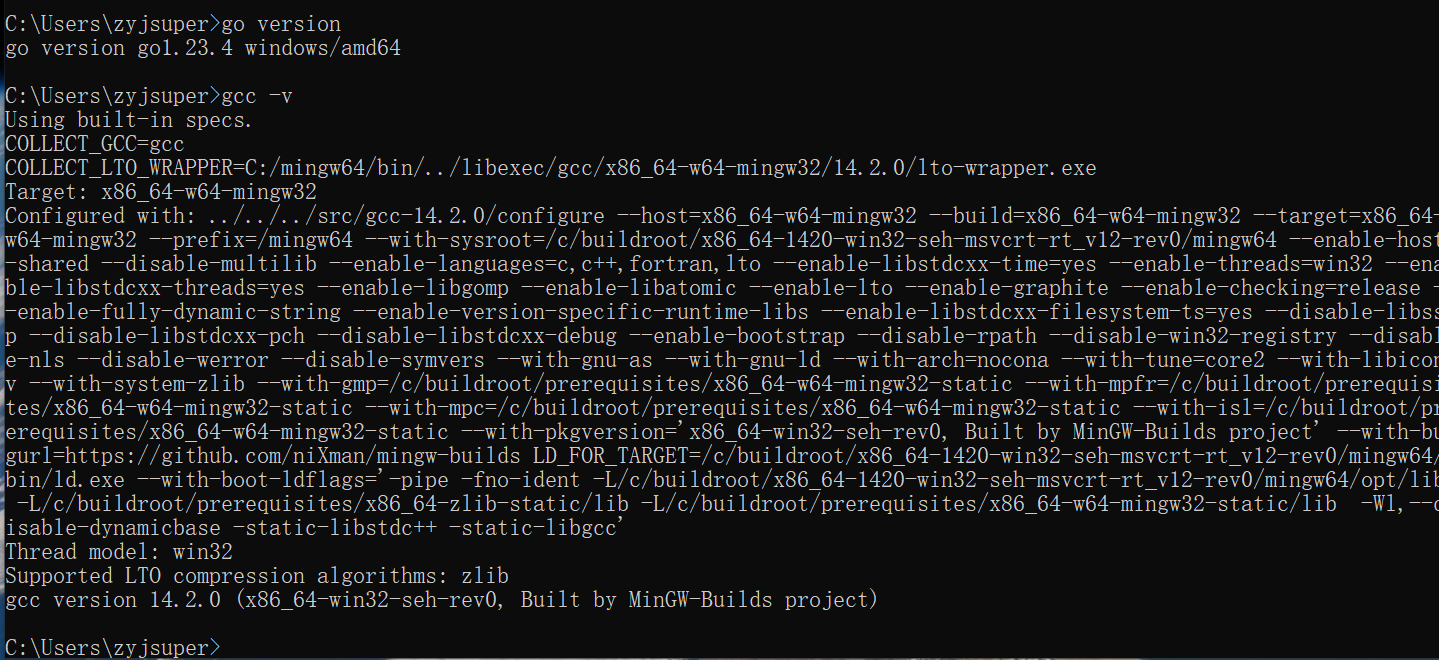 C:\Users\zyjsuper>go version
go version go1.23.4 windows/amd64
C:\Users\zyjsuper>gcc -v
Using built-in specs.
COLLECT_GCC=gcc
COLLECT_LTO_WRAPPER=C:/mingw64/bin/../libexec/gcc/x86_64-w64-mingw32/14.2.0/lto-wrapper.exe
Target: x86_64-w64-mingw32
Configured with: ../../../src/gcc-14.2.0/configure --host=x86_64-w64-mingw32 --build=x86_64-w64-mingw32 --target=x86_64-
w64-mingw32 --prefix=/mingw64 --with-sysroot=/c/buildroot/x86_64-1420-win32-seh-msvcrt-rt_v12-rev0/mingw64 --enable-host
-shared --disable-multilib --enable-languages=c,c++,fortran,lto --enable-libstdcxx-time=yes --enable-threads=win32 --ena
ble-libstdcxx-threads=yes --enable-libgomp --enable-libatomic --enable-lto --enable-graphite --enable-checking=release -
-enable-fully-dynamic-string --enable-version-specific-runtime-libs --enable-libstdcxx-filesystem-ts=yes --disable-libss
p --disable-libstdcxx-pch --disable-libstdcxx-debug --enable-bootstrap --disable-rpath --disable-win32-registry --disabl
e-nls --disable-werror --disable-symvers --with-gnu-as --with-gnu-ld --with-arch=nocona --with-tune=core2 --with-libicon
v --with-system-zlib --with-gmp=/c/buildroot/prerequisites/x86_64-w64-mingw32-static --with-mpfr=/c/buildroot/prerequisi
tes/x86_64-w64-mingw32-static --with-mpc=/c/buildroot/prerequisites/x86_64-w64-mingw32-static --with-isl=/c/buildroot/pr
erequisites/x86_64-w64-mingw32-static --with-pkgversion='x86_64-win32-seh-rev0, Built by MinGW-Builds project' --with-bu
gurl=https://github.com/niXman/mingw-builds LD_FOR_TARGET=/c/buildroot/x86_64-1420-win32-seh-msvcrt-rt_v12-rev0/mingw64/
bin/ld.exe --with-boot-ldflags='-pipe -fno-ident -L/c/buildroot/x86_64-1420-win32-seh-msvcrt-rt_v12-rev0/mingw64/opt/lib
-L/c/buildroot/prerequisites/x86_64-zlib-static/lib -L/c/buildroot/prerequisites/x86_64-w64-mingw32-static/lib  -Wl,--d
isable-dynamicbase -static-libstdc++ -static-libgcc'
Thread model: win32
Supported LTO compression algorithms: zlib
gcc version 14.2.0 (x86_64-win32-seh-rev0, Built by MinGW-Builds project)
C:\Users\zyjsuper>